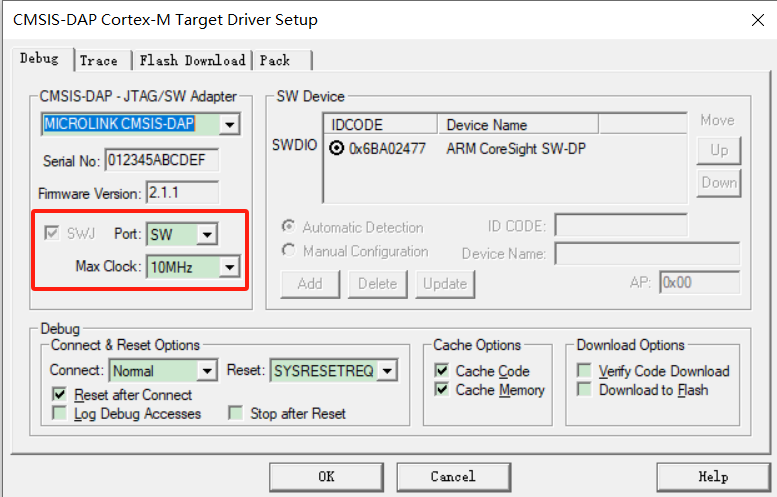 CMSIS-DAP Cortex-M Target Driver Setup
Debug Trace Flash Download Pack
CMSIS-DAP - JTAG/SW Adapter
MICROLINK CMSIS-DAP
Serial No: 012345ABCDEF
Firmware Version: 2.1.1
SWJ Port: SW
Max Clock: 10MHz
SW Device
IDCODE Device Name Move
SWDIO 0x6BA02477 ARM CoreSight SW-DP Up
Down
Automatic Detection ID CODE:
Manual Configuration Device Name:
Add Delete Update AP: 0x00
Debug
Connect & Reset Options
Connect: Normal Reset: SYSRESETREQ
Reset after Connect
Log Debug Accesses Stop after Reset
Cache Options
Cache Code
Cache Memory
Download Options
Verify Code Download
Download to Flash
OK Cancel Help